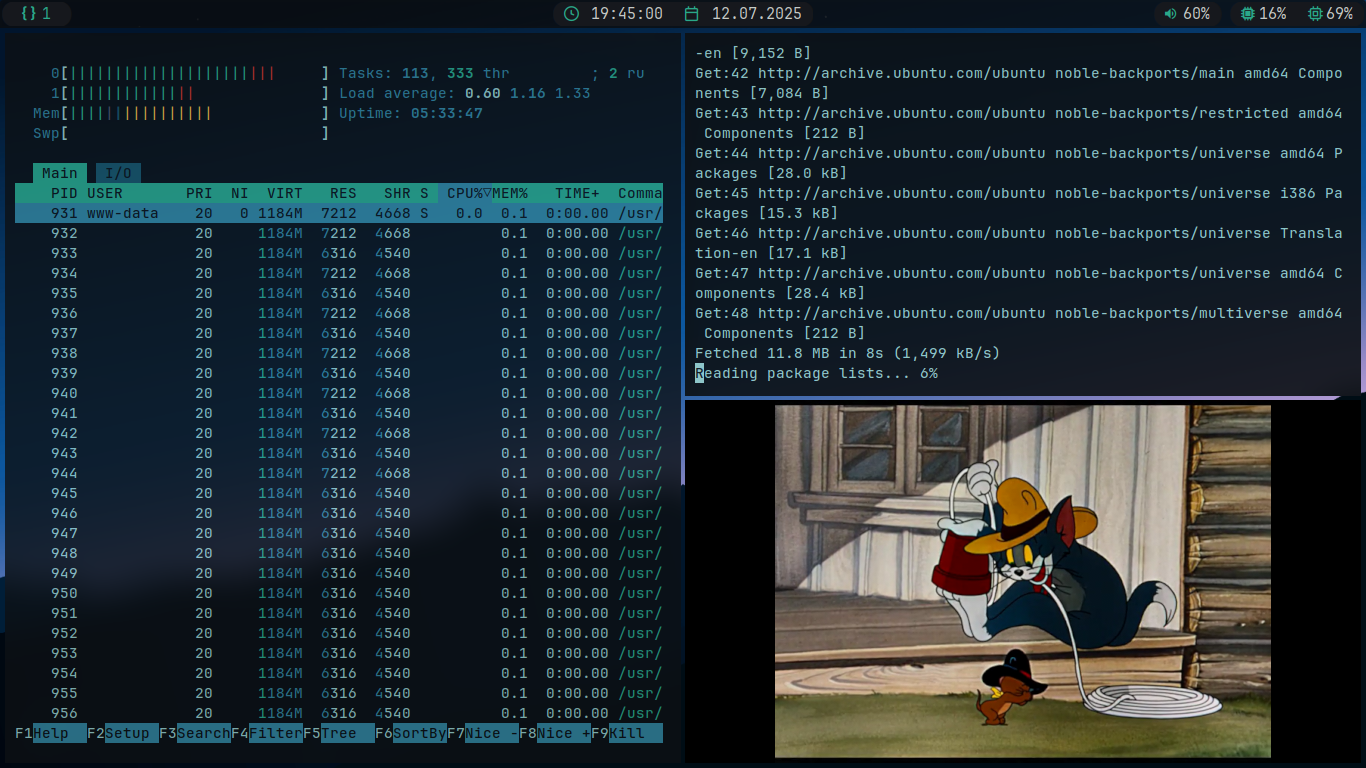 1
19:45:00 12.07.2025
60% 16% 69%
0[||||||||||||||||||||||| ] Tasks: 113, 333 thr ; 2 ru
1[|||||||||||||| ] Load average: 0.60 1.16 1.33
Mem[|||||||||||||||| ] Uptime: 05:33:47
Swp[ ]
Main I/O
PID USER PRI NI VIRT RES SHR S CPU%▽MEM% TIME+ Comma
931 www-data 20 0 1184M 7212 4668 S 0.0 0.1 0:00.00 /usr/
932 20 1184M 7212 4668 0.1 0:00.00 /usr/
933 20 1184M 6316 4540 0.1 0:00.00 /usr/
934 20 1184M 7212 4668 0.1 0:00.00 /usr/
935 20 1184M 6316 4540 0.1 0:00.00 /usr/
936 20 1184M 7212 4668 0.1 0:00.00 /usr/
937 20 1184M 6316 4540 0.1 0:00.00 /usr/
938 20 1184M 7212 4668 0.1 0:00.00 /usr/
939 20 1184M 6316 4540 0.1 0:00.00 /usr/
940 20 1184M 7212 4668 0.1 0:00.00 /usr/
941 20 1184M 6316 4540 0.1 0:00.00 /usr/
942 20 1184M 7212 4668 0.1 0:00.00 /usr/
943 20 1184M 6316 4540 0.1 0:00.00 /usr/
944 20 1184M 7212 4668 0.1 0:00.00 /usr/
945 20 1184M 6316 4540 0.1 0:00.00 /usr/
946 20 1184M 6316 4540 0.1 0:00.00 /usr/
947 20 1184M 6316 4540 0.1 0:00.00 /usr/
948 20 1184M 6316 4540 0.1 0:00.00 /usr/
949 20 1184M 6316 4540 0.1 0:00.00 /usr/
950 20 1184M 6316 4540 0.1 0:00.00 /usr/
951 20 1184M 6316 4540 0.1 0:00.00 /usr/
952 20 1184M 6316 4540 0.1 0:00.00 /usr/
953 20 1184M 6316 4540 0.1 0:00.00 /usr/
954 20 1184M 6316 4540 0.1 0:00.00 /usr/
955 20 1184M 6316 4540 0.1 0:00.00 /usr/
956 20 1184M 6316 4540 0.1 0:00.00 /usr/
F1Help F2Setup F3SearchF4FilterF5Tree F6SortByF7Nice -F8Nice +F9Kill
-en [9,152 B]
Get:42 http://archive.ubuntu.com/ubuntu noble-backports/main amd64 Compo
nents [7,084 B]
Get:43 http://archive.ubuntu.com/ubuntu noble-backports/restricted amd64
Components [212 B]
Get:44 http://archive.ubuntu.com/ubuntu noble-backports/universe amd64 P
ackages [28.0 kB]
Get:45 http://archive.ubuntu.com/ubuntu noble-backports/universe i386 Pa
ckages [15.3 kB]
Get:46 http://archive.ubuntu.com/ubuntu noble-backports/universe Transla
tion-en [17.1 kB]
Get:47 http://archive.ubuntu.com/ubuntu noble-backports/universe amd64 C
omponents [28.4 kB]
Get:48 http://archive.ubuntu.com/ubuntu noble-backports/multiverse amd64
Components [212 B]
Fetched 11.8 MB in 8s (1,499 kB/s)
Reading package lists... 6%